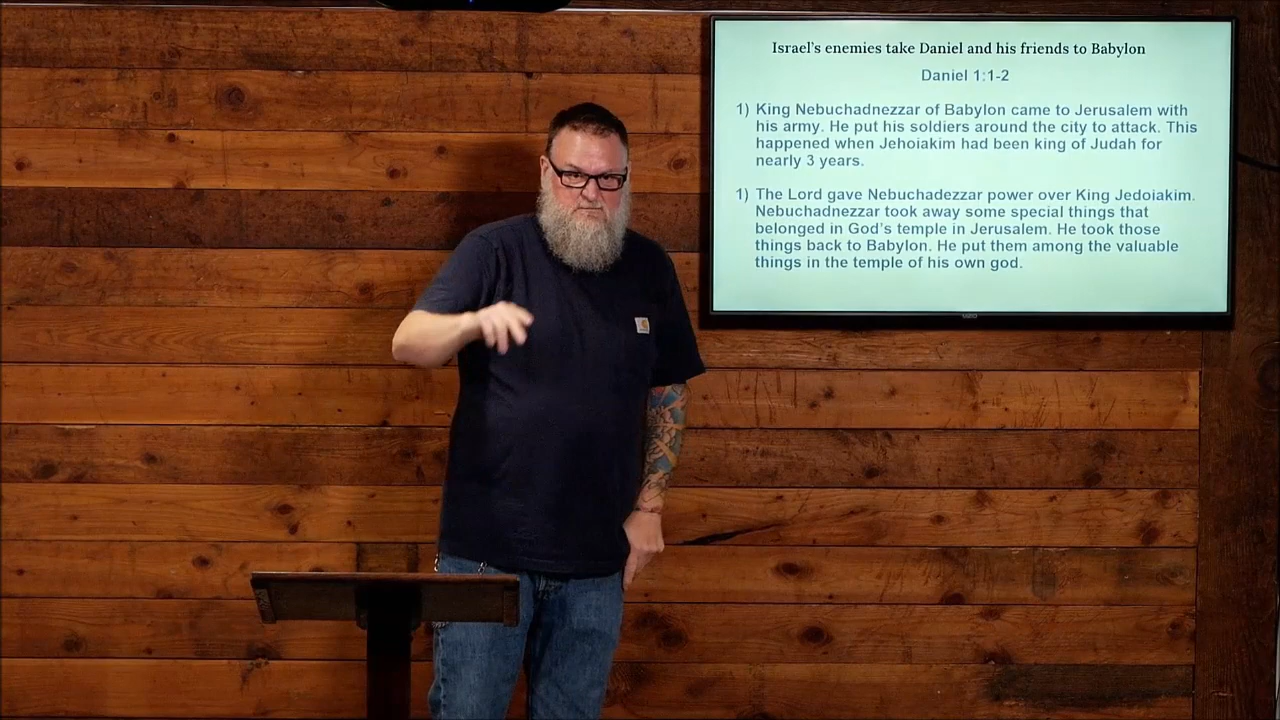 Israel's enemies take Daniel and his friends to Babylon
Daniel 1:1-2
1) King Nebuchadnezzar of Babylon came to Jerusalem with
his army. He put his soldiers around the city to attack. This
happened when Jehoiakim had been king of Judah for
nearly 3 years.
1) The Lord gave Nebuchadezzar power over King Jedoiakim.
Nebuchadnezzar took away some special things that
belonged in God's temple in Jerusalem. He took those
things back to Babylon. He put them among the valuable
things in the temple of his own god.